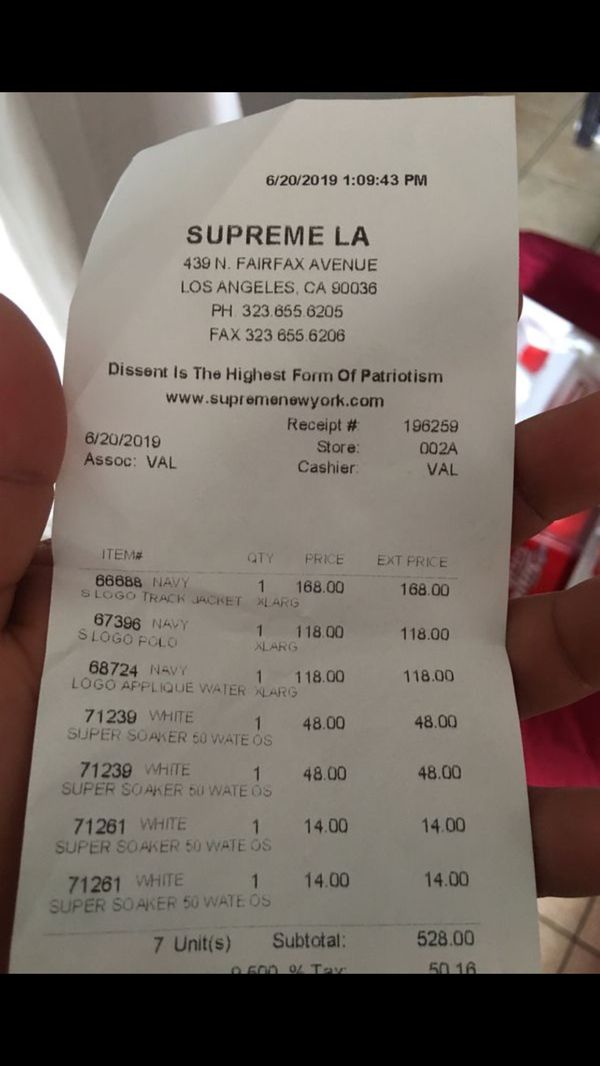 6/20/2019 1:09:43 PM
SUPREME LA
439 N. FAIRFAX AVENUE
LOS ANGELES, CA 90036
PH 323.655.6205
FAX 323.655.6206
Dissent Is The Highest Form Of Patriotism
www.supremenewyork.com
Receipt # 196259
6/20/2019 Store: 002A
Assoc: VAL Cashier: VAL
ITEM# QTY PRICE EXT PRICE
66688 NAVY 1 168.00 168.00
S LOGO TRACK JACKET XLARG
67396 NAVY 1 118.00 118.00
S LOGO POLO XLARG
68724 NAVY 1 118.00 118.00
LOGO APPLIQUE WATER XLARG
71239 WHITE 1 48.00 48.00
SUPER SOAKER 50 WATE OS
71239 WHITE 1 48.00 48.00
SUPER SOAKER 50 WATE OS
71261 WHITE 1 14.00 14.00
SUPER SOAKER 50 WATE OS
71261 WHITE 1 14.00 14.00
SUPER SOAKER 50 WATE OS
7 Unit(s) Subtotal: 528.00
9.500 % Tax: 50.16